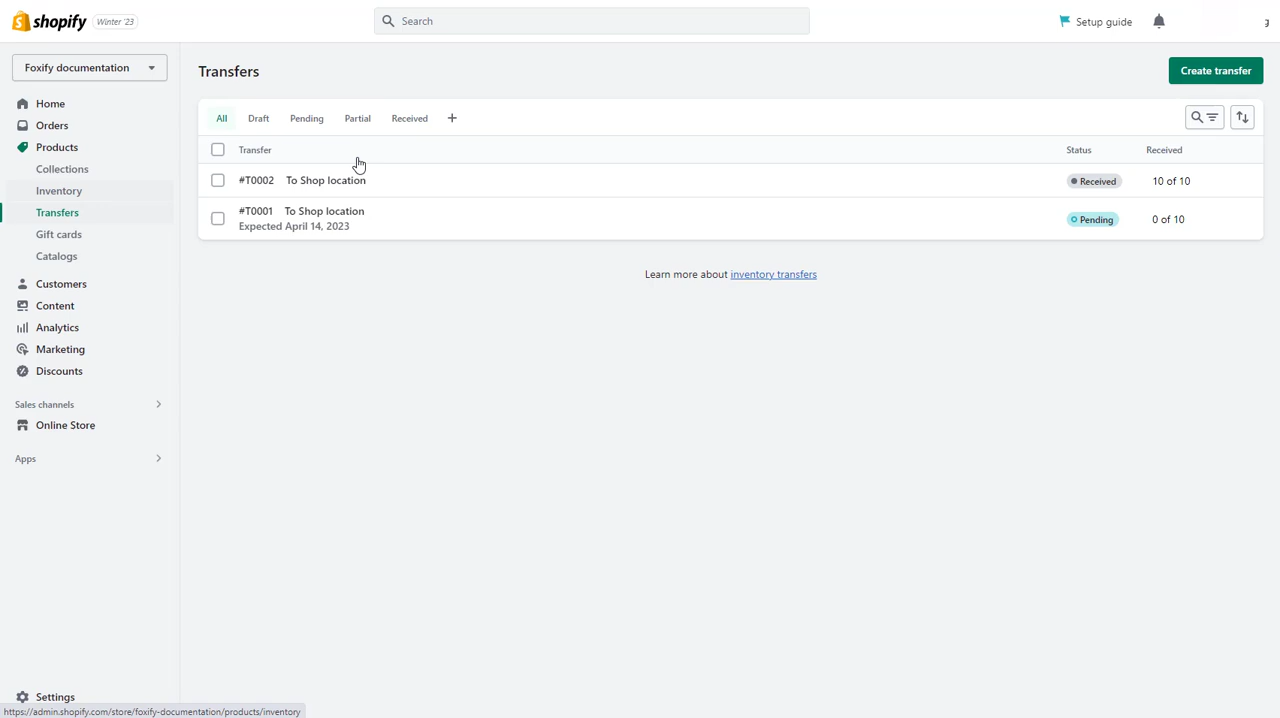 shopify Winter '23
Search
Setup guide
g
Foxify documentation
Home
Orders
Products
Collections
Inventory
Transfers
Gift cards
Catalogs
Customers
Content
Analytics
Marketing
Discounts
Sales channels
Online Store
Apps
Settings
https://admin.shopify.com/store/foxify-documentation/products/inventory
Transfers
Create transfer
All Draft Pending Partial Received +
Transfer Status Received
#T0002 To Shop location Received 10 of 10
#T0001 To Shop location Pending 0 of 10
Expected April 14, 2023
Learn more about inventory transfers